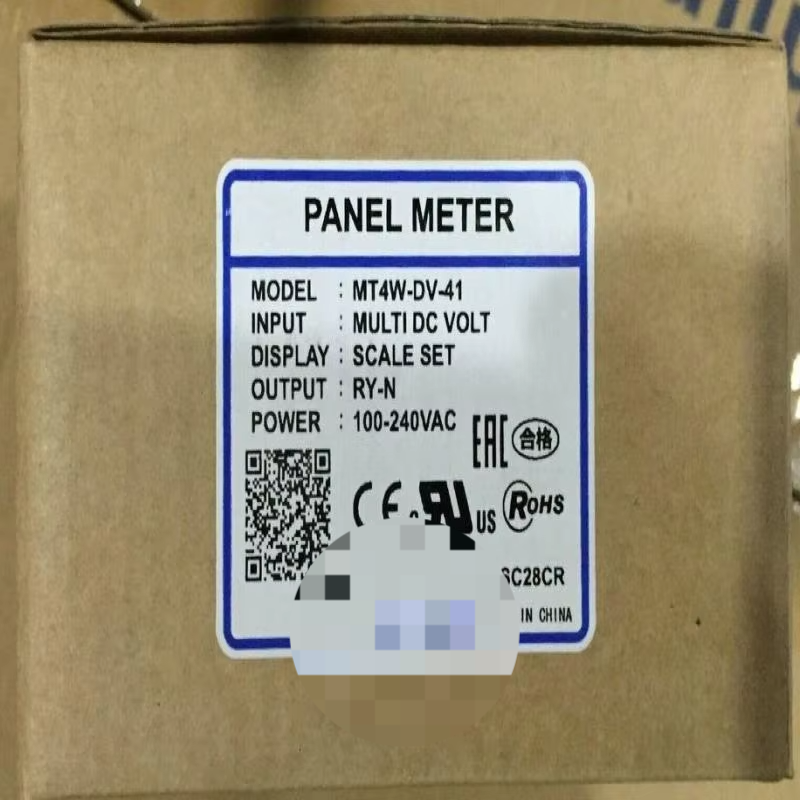 PANEL METER
MODEL : MT4W-DV-41
INPUT : MULTI DC VOLT
DISPLAY : SCALE SET
OUTPUT : RY-N
POWER : 100-240VAC
EAC 合格
CE US RoHS
IN CHINA